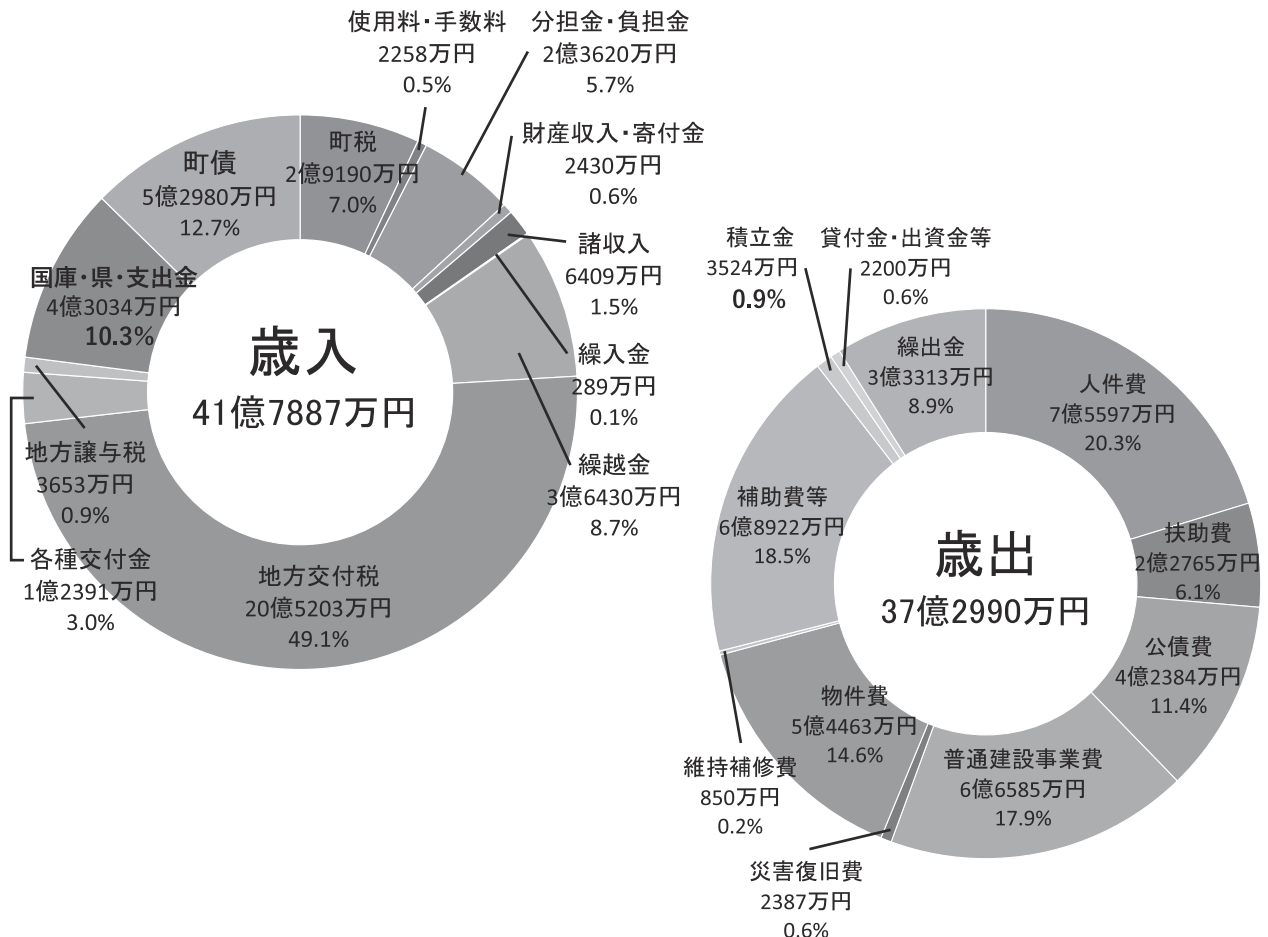 使用料・手数料
2258万円
0.5%
分担金・負担金
2億3620万円
5.7%
財産収入・寄付金
2430万円
0.6%
諸収入
6409万円
1.5%
繰入金
289万円
0.1%
繰越金
3億6430万円
8.7%
町税
2億9190万円
7.0%
町債
5億2980万円
12.7%
国庫・県・支出金
4億3034万円
10.3%
歳入
41億7887万円
地方譲与税
3653万円
0.9%
各種交付金
1億2391万円
3.0%
地方交付税
20億5203万円
49.1%
積立金
3524万円
0.9%
貸付金・出資金等
2200万円
0.6%
繰出金
3億3313万円
8.9%
人件費
7億5597万円
20.3%
扶助費
2億2765万円
6.1%
公債費
4億2384万円
11.4%
補助費等
6億8922万円
18.5%
歳出
37億2990万円
物件費
5億4463万円
14.6%
普通建設事業費
6億6585万円
17.9%
維持補修費
850万円
0.2%
災害復旧費
2387万円
0.6%